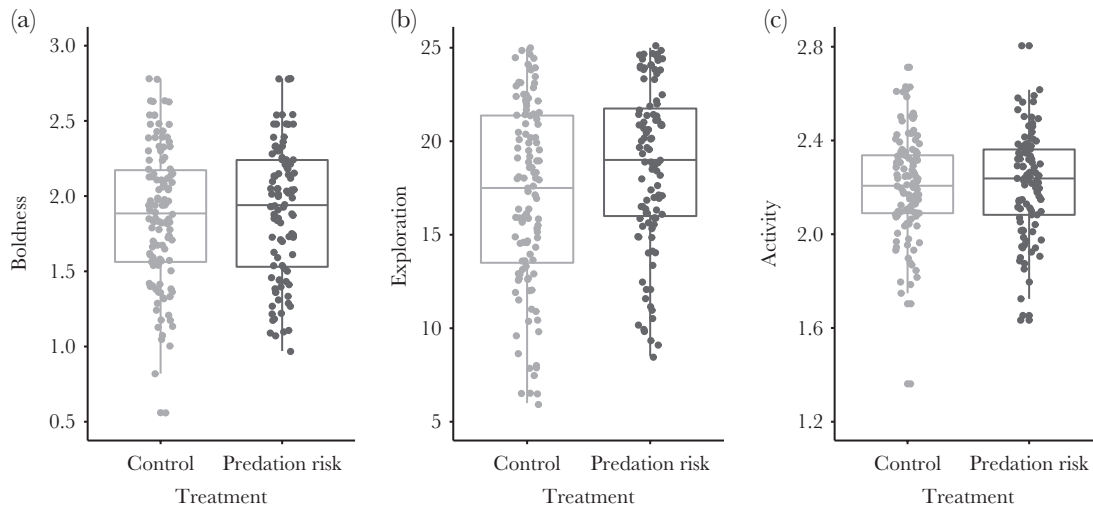 (a)
3.0
2.5
2.0
1.5
1.0
0.5
Boldness
Control Predation risk
Treatment
(b)
25
20
15
10
5
Exploration
Control Predation risk
Treatment
(c)
2.8
2.4
2.0
1.6
1.2
Activity
Control Predation risk
Treatment